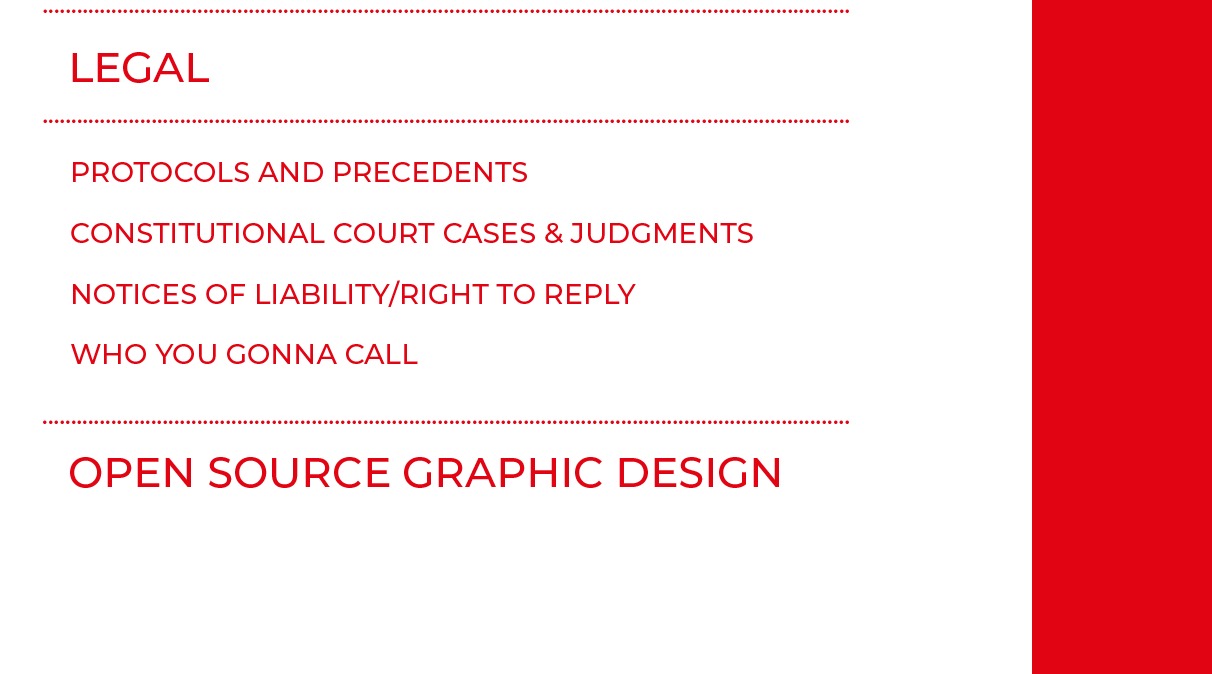 LEGAL
PROTOCOLS AND PRECEDENTS
CONSTITUTIONAL COURT CASES & JUDGMENTS
NOTICES OF LIABILITY/RIGHT TO REPLY
WHO YOU GONNA CALL
OPEN SOURCE GRAPHIC DESIGN